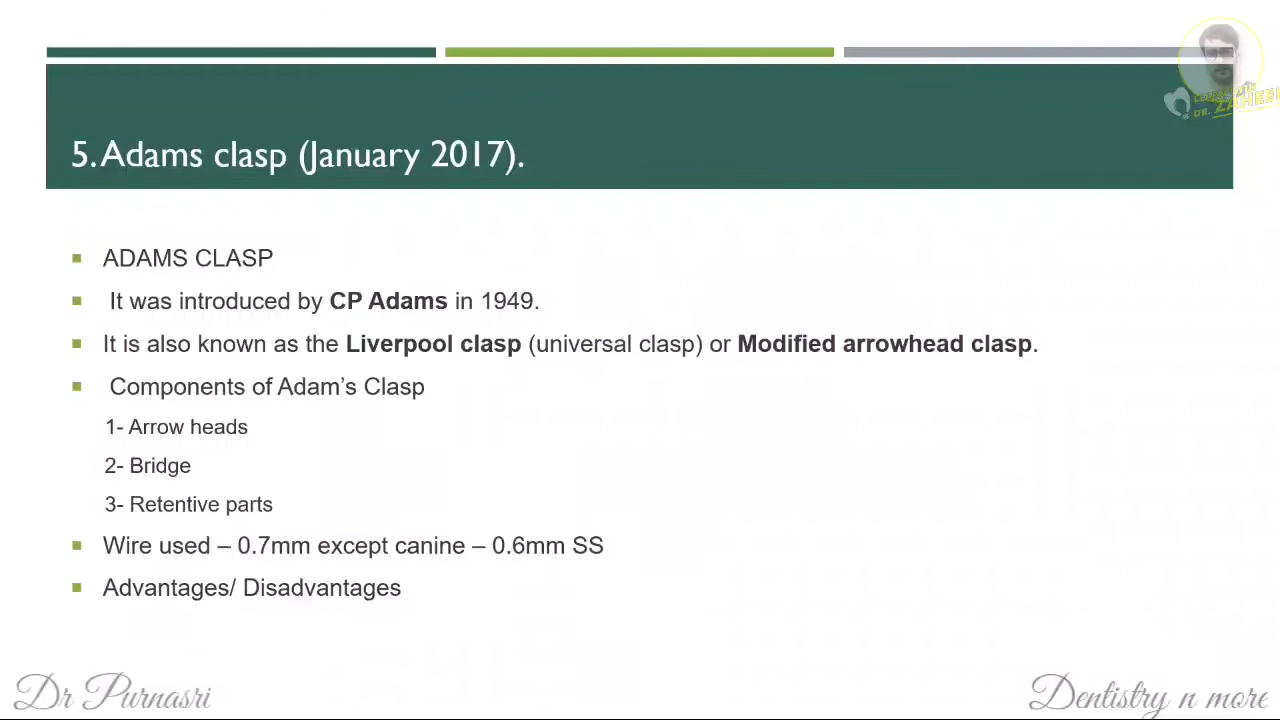 5. Adams clasp (January 2017).
ADAMS CLASP
It was introduced by CP Adams in 1949.
It is also known as the Liverpool clasp (universal clasp) or Modified arrowhead clasp.
Components of Adam’s Clasp
1- Arrow heads
2- Bridge
3- Retentive parts
Wire used – 0.7mm except canine – 0.6mm SS
Advantages/ Disadvantages
Dr Purnasri
Dentistry n more
DR. ZAHEER